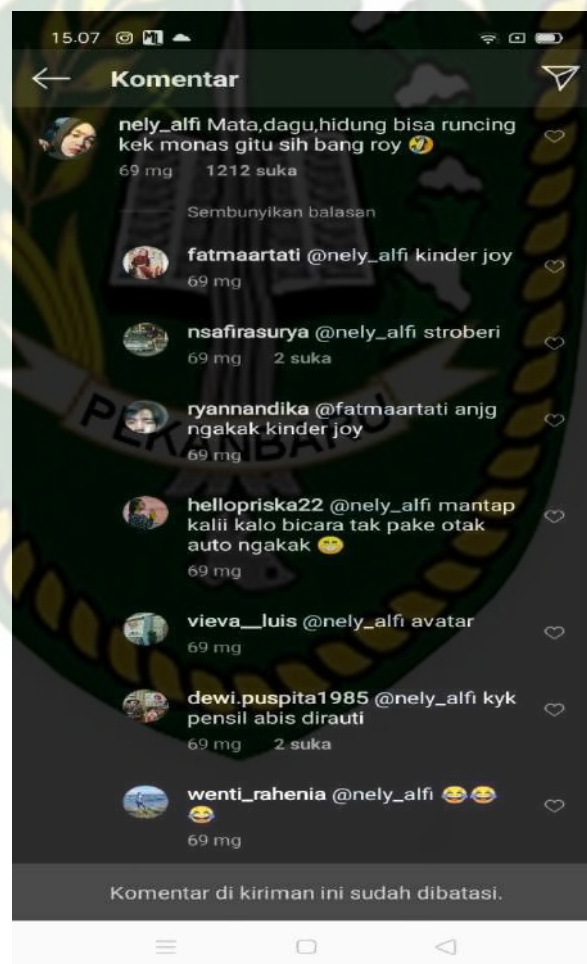 15.07
Komentar
nely_alfi Mata,dagu,hidung bisa runcing
kek monas gitu sih bang roy 🤣
69 mg 1212 suka
Sembunyikan balasan
fatmaartati @nely_alfi kinder joy
69 mg
nsafirasurya @nely_alfi stroberi
69 mg 2 suka
ryannandika @fatmaartati anjg
ngakak kinder joy
69 mg
hellopriska22 @nely_alfi mantap
kalii kalo bicara tak pake otak
auto ngakak 😁
69 mg
vieva__luis @nely_alfi avatar
69 mg
dewi.puspita1985 @nely_alfi kyk
pensil abis dirauti
69 mg 2 suka
wenti_rahenia @nely_alfi 😂😂
😂
69 mg
Komentar di kiriman ini sudah dibatasi.
PEKANBARU